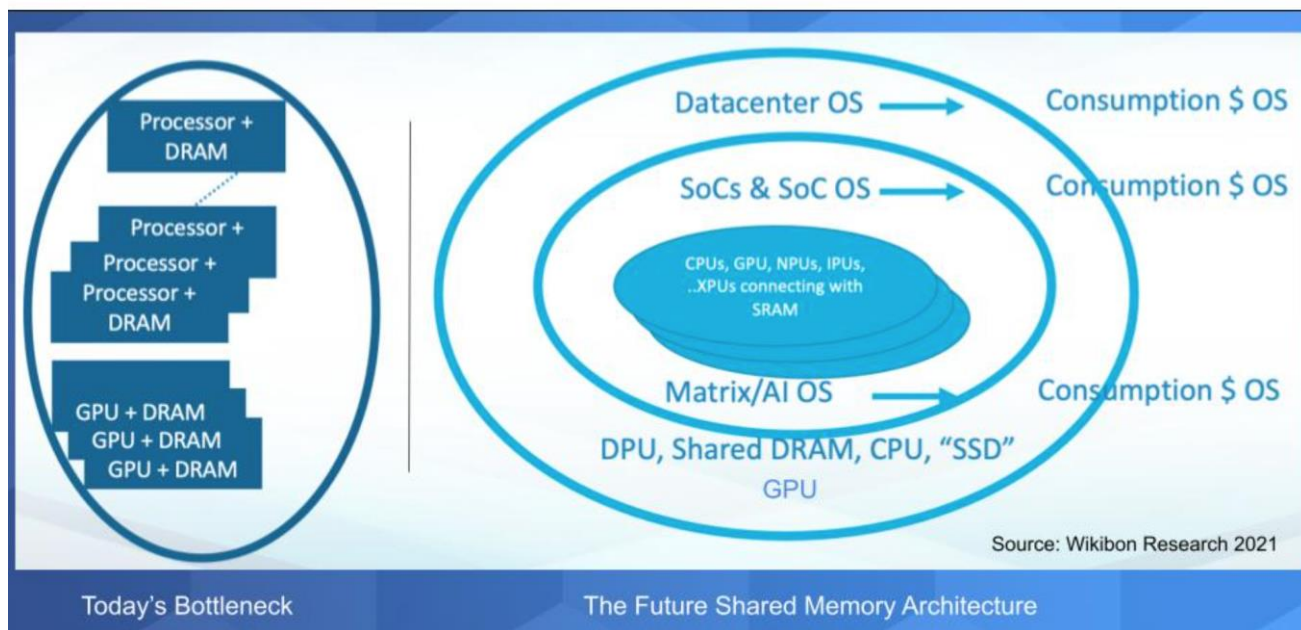 Processor +
DRAM
Processor +
Processor +
Processor +
DRAM
GPU + DRAM
GPU + DRAM
GPU + DRAM
Datacenter OS
Consumption $ OS
SoCs & SoC OS
Consumption $ OS
CPUs, GPU, NPUs, IPUs,
..XPUs connecting with
SRAM
Matrix/AI OS
Consumption $ OS
DPU, Shared DRAM, CPU, “SSD”
GPU
Source: Wikibon Research 2021
Today’s Bottleneck
The Future Shared Memory Architecture